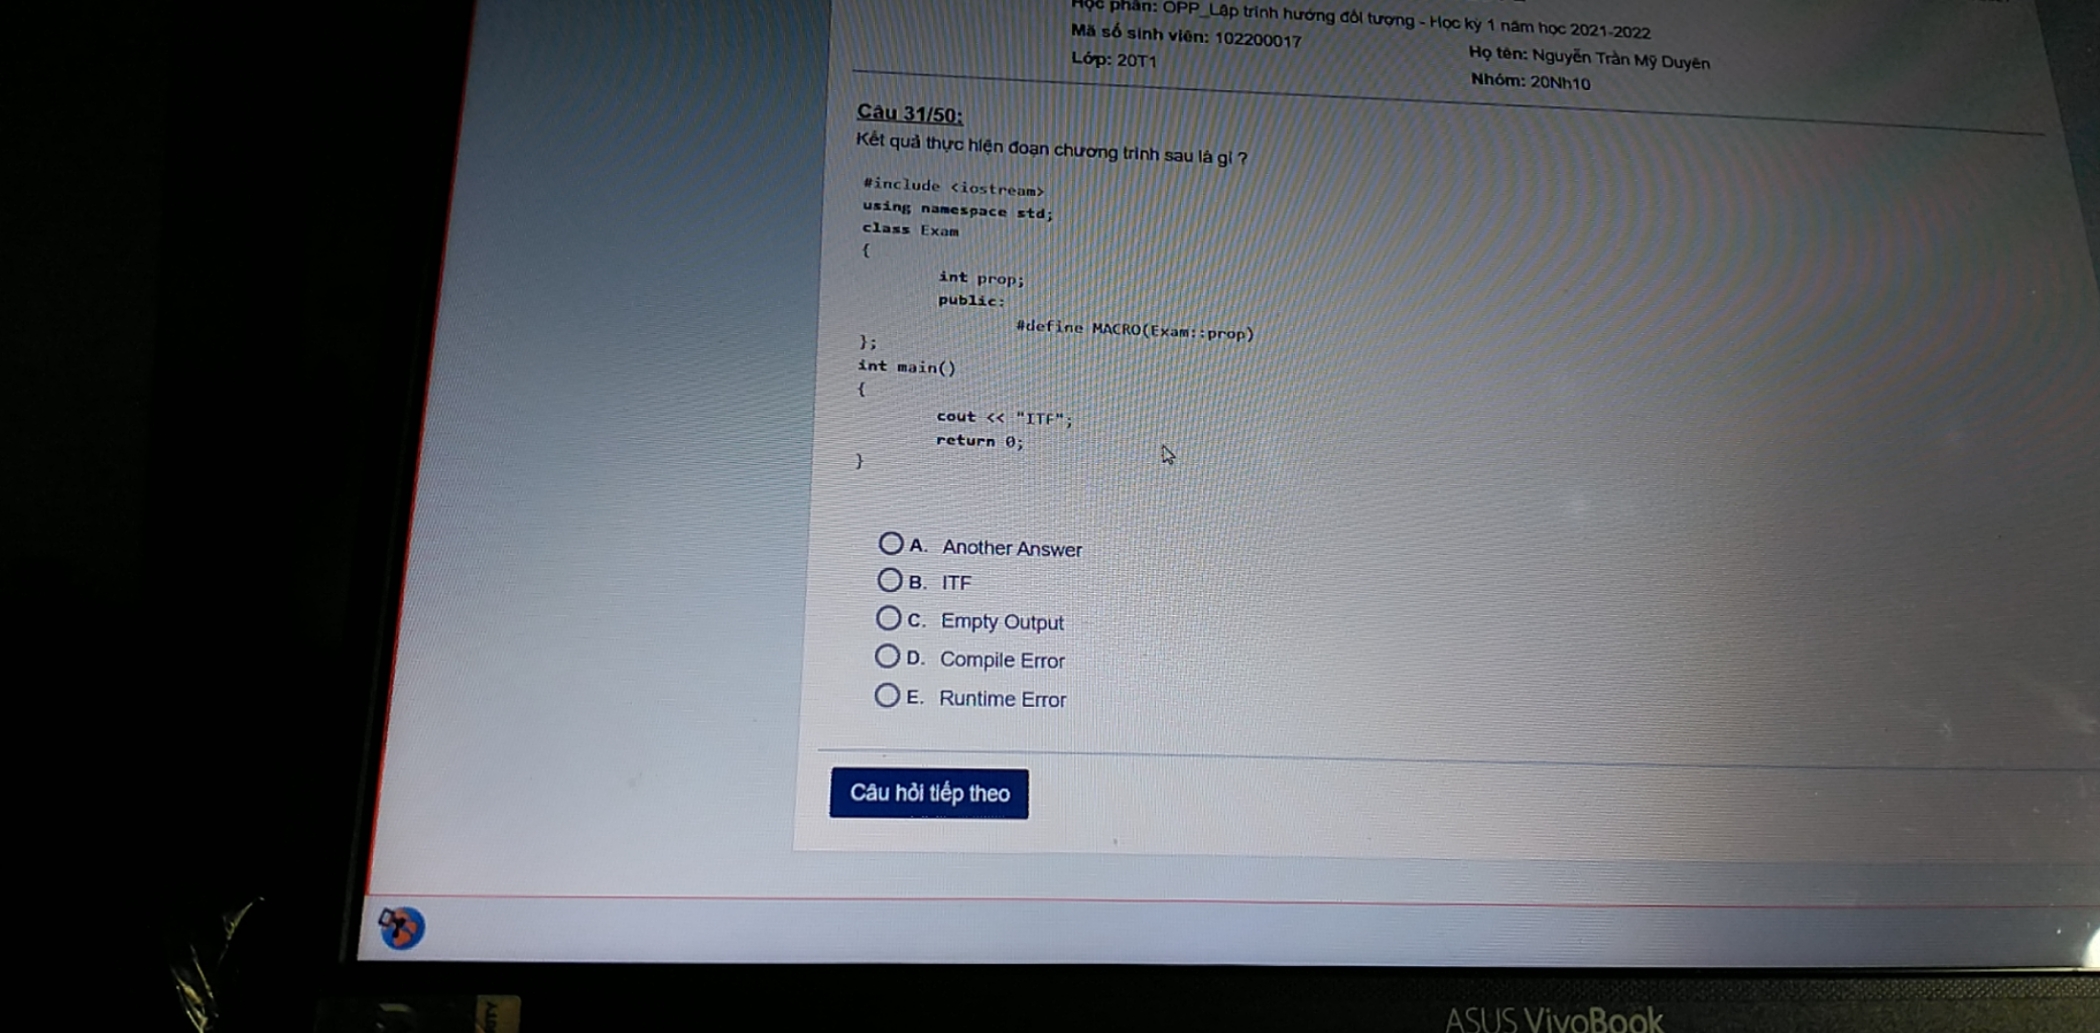 Học phần: OPP_Lập trình hướng đối tượng - Học kỳ 1 năm học 2021-2022
Mã số sinh viên: 102200017
Họ tên: Nguyễn Trần Mỹ Duyên
Lớp: 20T1
Nhóm: 20Nh10
Câu 31/50:
Kết quả thực hiện đoạn chương trình sau là gì ?
#include <iostream>
using namespace std;
class Exam
{
int prop;
public:
#define MACRO(Exam::prop)
};
int main()
{
cout << "ITF";
return 0;
}
A. Another Answer
B. ITF
C. Empty Output
D. Compile Error
E. Runtime Error
Câu hỏi tiếp theo
ASUS VivoBook